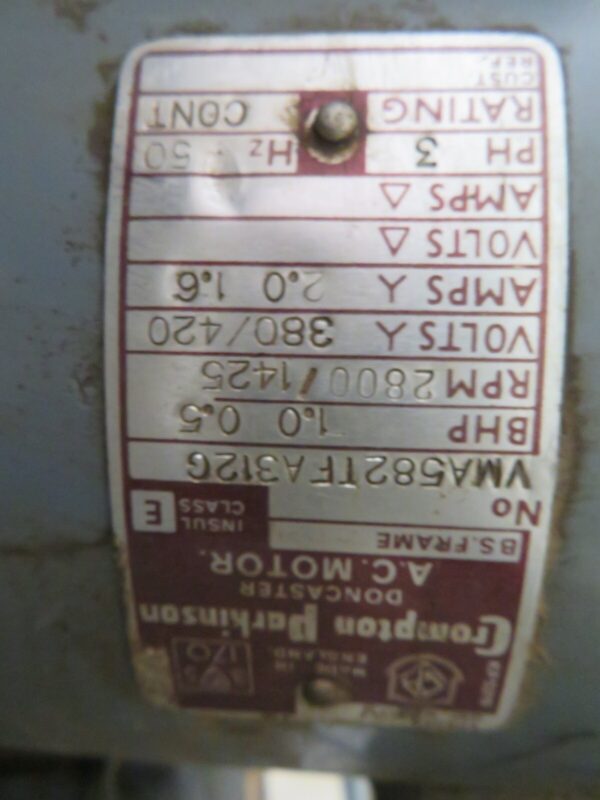 MADE IN
ENGLAND.
Crompton Parkinson
DONCASTER
A.C. MOTOR.
B.S. FRAME
INSUL CLASS E
No
VMA582TFA312G
BHP 1.0 0.5
RPM 2800/1425
VOLTS ⅄ 380/420
AMPS ⅄ 2.0 1.6
VOLTS △
AMPS △
PH 3 Hz 50
RATING CONT
CUST. REF.